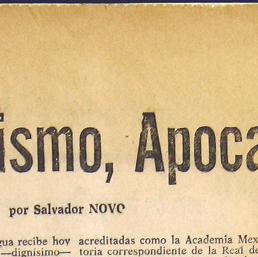 ismo, Apoca
por Salvador NOVO
gua recibe hoy acreditadas como la Academia Mex
—dignisimo— toria correspondiente de la Real de